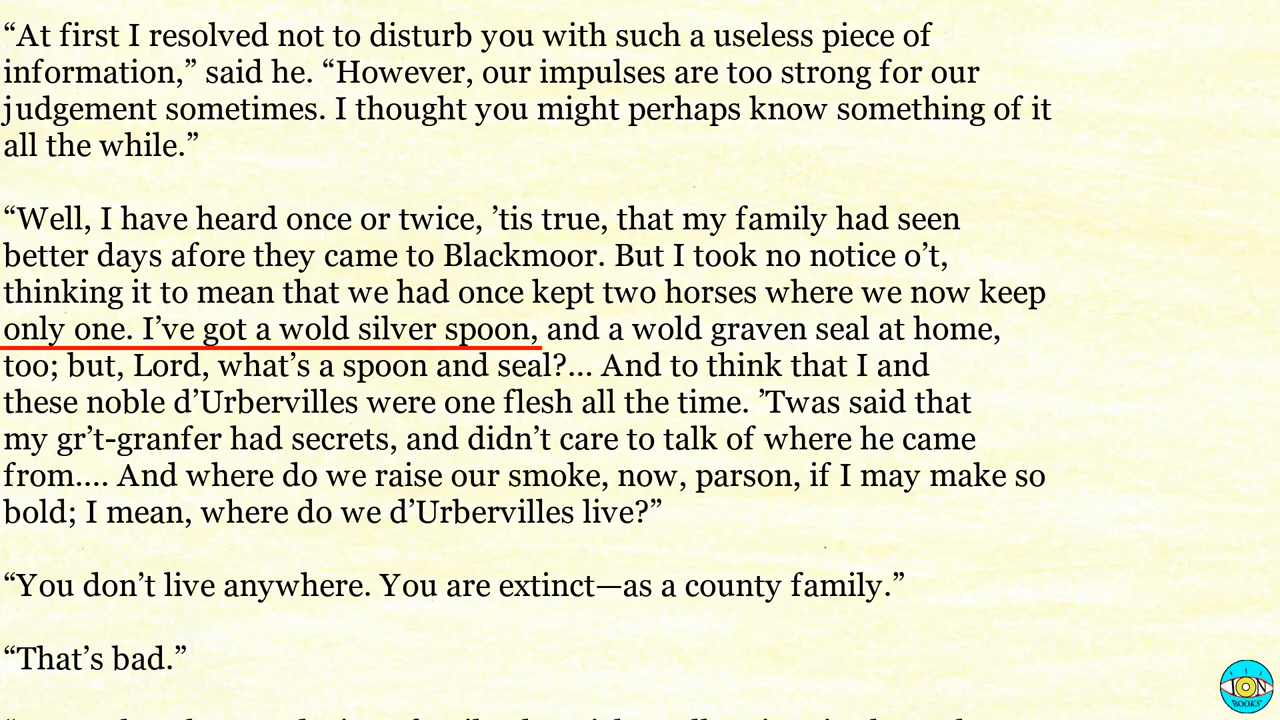 “At first I resolved not to disturb you with such a useless piece of
information,” said he. “However, our impulses are too strong for our
judgement sometimes. I thought you might perhaps know something of it
all the while.”
“Well, I have heard once or twice, ’tis true, that my family had seen
better days afore they came to Blackmoor. But I took no notice o’t,
thinking it to mean that we had once kept two horses where we now keep
only one. I’ve got a wold silver spoon, and a wold graven seal at home,
too; but, Lord, what’s a spoon and seal?... And to think that I and
these noble d’Urbervilles were one flesh all the time. ’Twas said that
my gr’t-granfer had secrets, and didn’t care to talk of where he came
from.... And where do we raise our smoke, now, parson, if I may make so
bold; I mean, where do we d’Urbervilles live?”
“You don’t live anywhere. You are extinct—as a county family.”
“That’s bad.”
ION
BOOKS